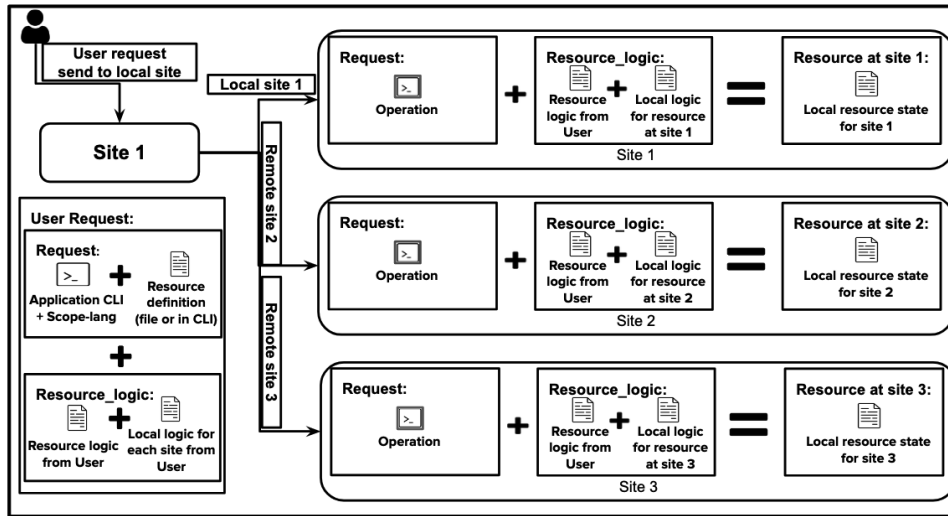 User request
send to local site
Site 1
User Request:
Request:
>_
Application CLI
+ Scope-lang
+
Resource
definition
(file or in CLI)
+
Resource_logic:
Resource logic
from User
+
Local logic for
each site from
User
Local site 1
Remote site 2
Remote site 3
Request:
>_
Operation
+
Resource_logic:
Resource
logic from
User
+
Local logic
for resource
at site 1
=
Resource at site 1:
Local resource state
for site 1
Site 1
Request:
>_
Operation
+
Resource_logic:
Resource
logic from
User
+
Local logic
for resource
at site 2
=
Resource at site 2:
Local resource state
for site 2
Site 2
Request:
>_
Operation
+
Resource_logic:
Resource
logic from
User
+
Local logic
for resource
at site 3
=
Resource at site 3:
Local resource state
for site 3
Site 3